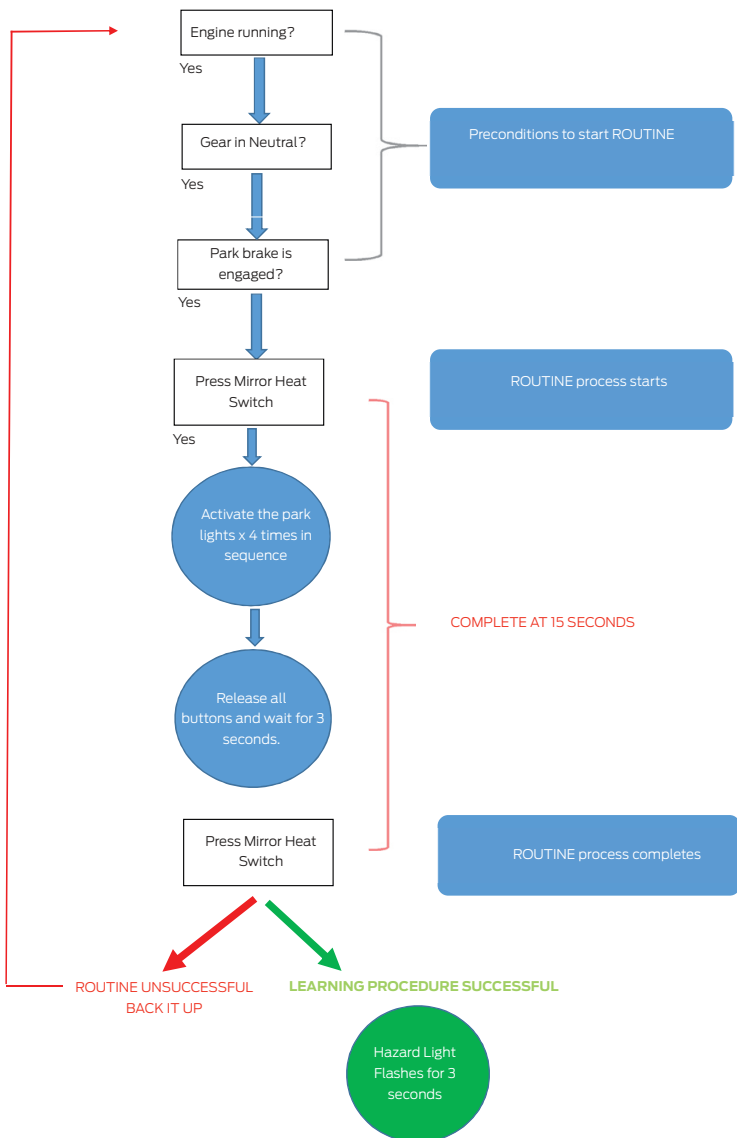 Engine running?
Yes
Gear in Neutral?
Preconditions to start ROUTINE
Yes
Park brake is
engaged?
Yes
Press Mirror Heat
Switch
ROUTINE process starts
Yes
Activate the park
lights x 4 times in
sequence
COMPLETE AT 15 SECONDS
Release all
buttons and wait for 3
seconds.
Press Mirror Heat
Switch
ROUTINE process completes
ROUTINE UNSUCCESSFUL
BACK IT UP
LEARNING PROCEDURE SUCCESSFUL
Hazard Light
Flashes for 3
seconds